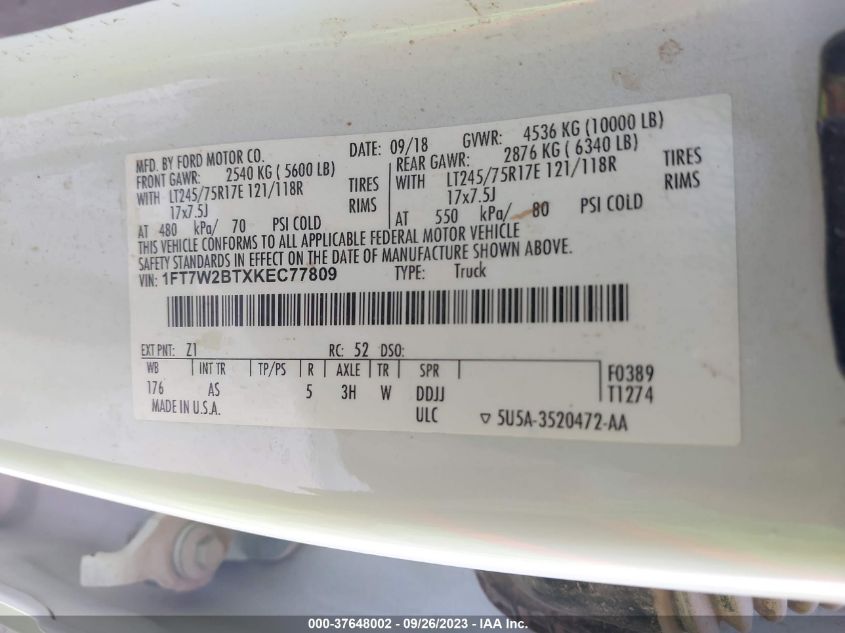 MFD. BY FORD MOTOR CO. DATE: 09/18 GVWR: 4536 KG (10000 LB)
FRONT GAWR: 2540 KG ( 5600 LB) REAR GAWR: 2876 KG ( 6340 LB)
WITH LT245/75R17E 121/118R TIRES WITH LT245/75R17E 121/118R TIRES
17x7.5J RIMS 17x7.5J RIMS
AT 480 kPa/ 70 PSI COLD AT 550 kPa/ 80 PSI COLD
THIS VEHICLE CONFORMS TO ALL APPLICABLE FEDERAL MOTOR VEHICLE
SAFETY STANDARDS IN EFFECT ON THE DATE OF MANUFACTURE SHOWN ABOVE.
VIN: 1FT7W2BTXKEC77809 TYPE: Truck
EXT PNT: Z1 RC: 52 DSO:
WB INT TR TP/PS R AXLE TR SPR F0389
176 AS 5 3H W DDJJ T1274
MADE IN U.S.A. ULC ▽ 5U5A-3520472-AA
000-37648002 - 09/26/2023 - IAA Inc.